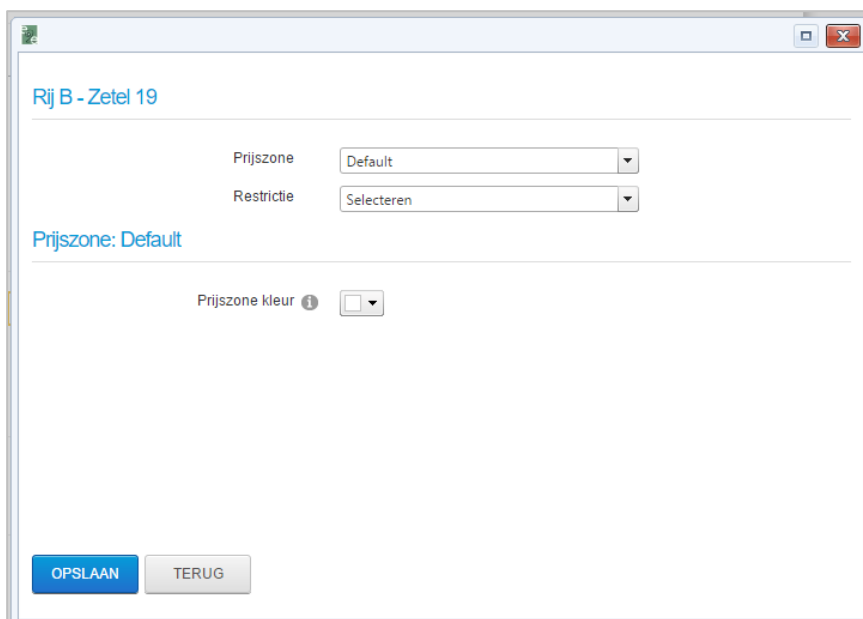 Rij B - Zetel 19
Prijszone Default
Restrictie Selecteren
Prijszone: Default
Prijszone kleur
OPSLAAN TERUG